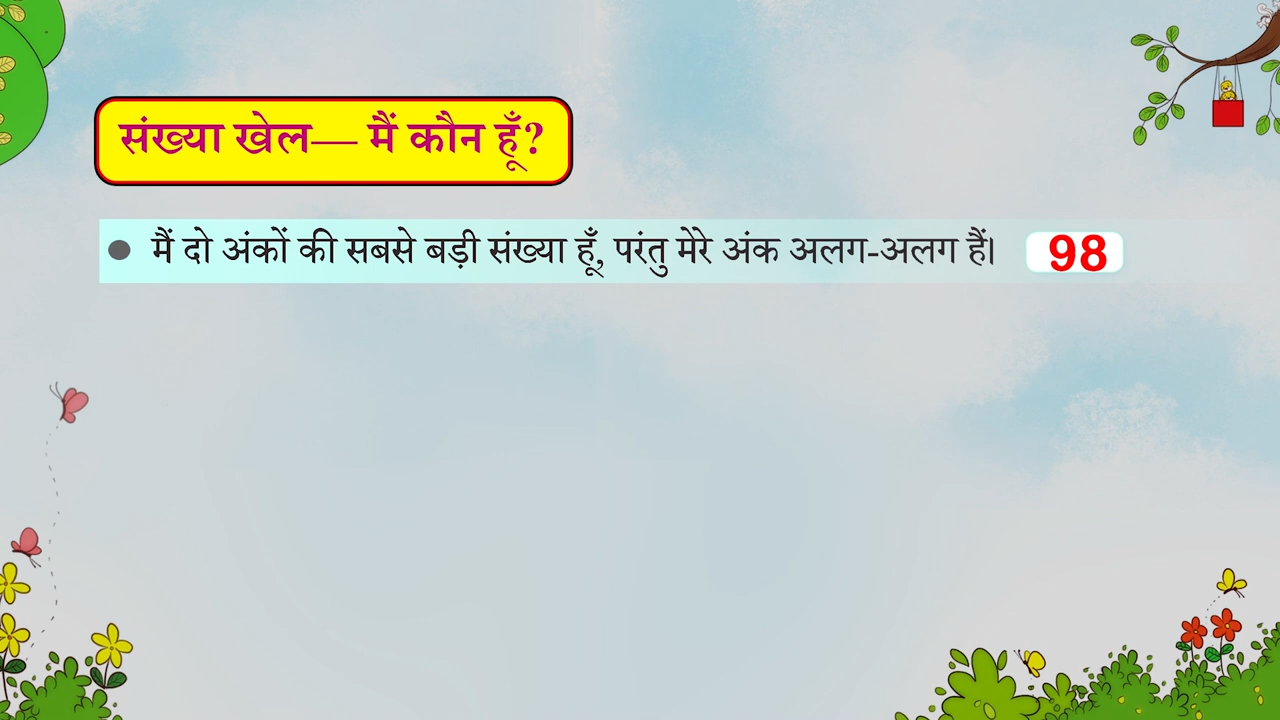 संख्या खेल— मैं कौन हूँ?
● मैं दो अंकों की सबसे बड़ी संख्या हूँ, परंतु मेरे अंक अलग-अलग हैं। 98